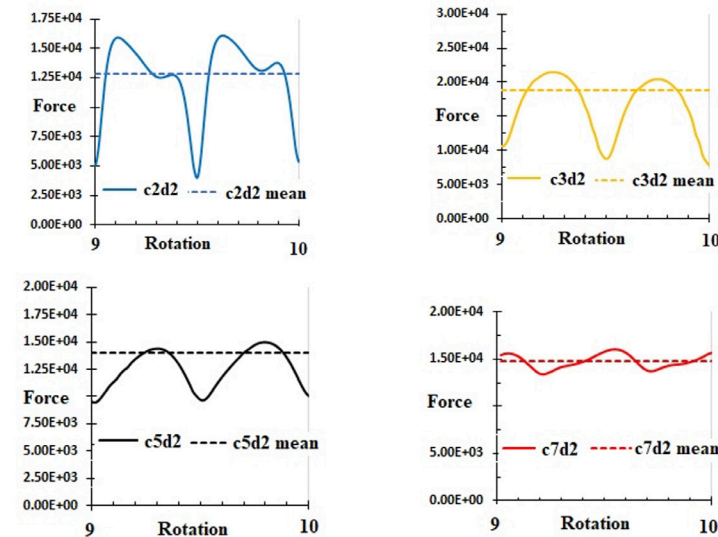 1.75E+04
1.50E+04
1.25E+04
Force
7.50E+03
5.00E+03
2.50E+03
c2d2 c2d2 mean
0.00E+00
9 Rotation 10
3.00E+04
2.00E+04
Force
1.00E+04
c3d2 c3d2 mean
0.00E+00
9 Rotation 10
2.00E+04
1.75E+04
1.50E+04
1.25E+04
Force
7.50E+03
5.00E+03
c5d2 c5d2 mean
2.50E+03
0.00E+00
9 Rotation 10
2.00E+04
1.50E+04
Force
5.00E+03
c7d2 c7d2 mean
0.00E+00
9 Rotation 10